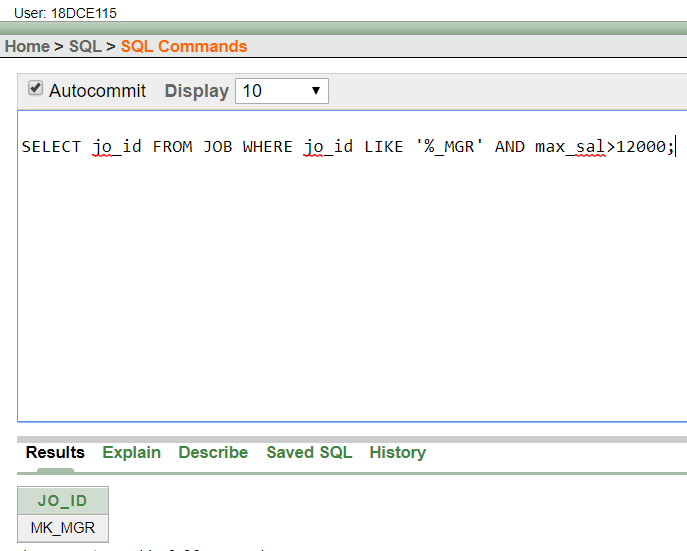 User: 18DCE115
Home > SQL > SQL Commands
Autocommit Display 10
SELECT jo_id FROM JOB WHERE jo_id LIKE '%_MGR' AND max_sal>12000;
Results Explain Describe Saved SQL History
JO_ID
MK_MGR